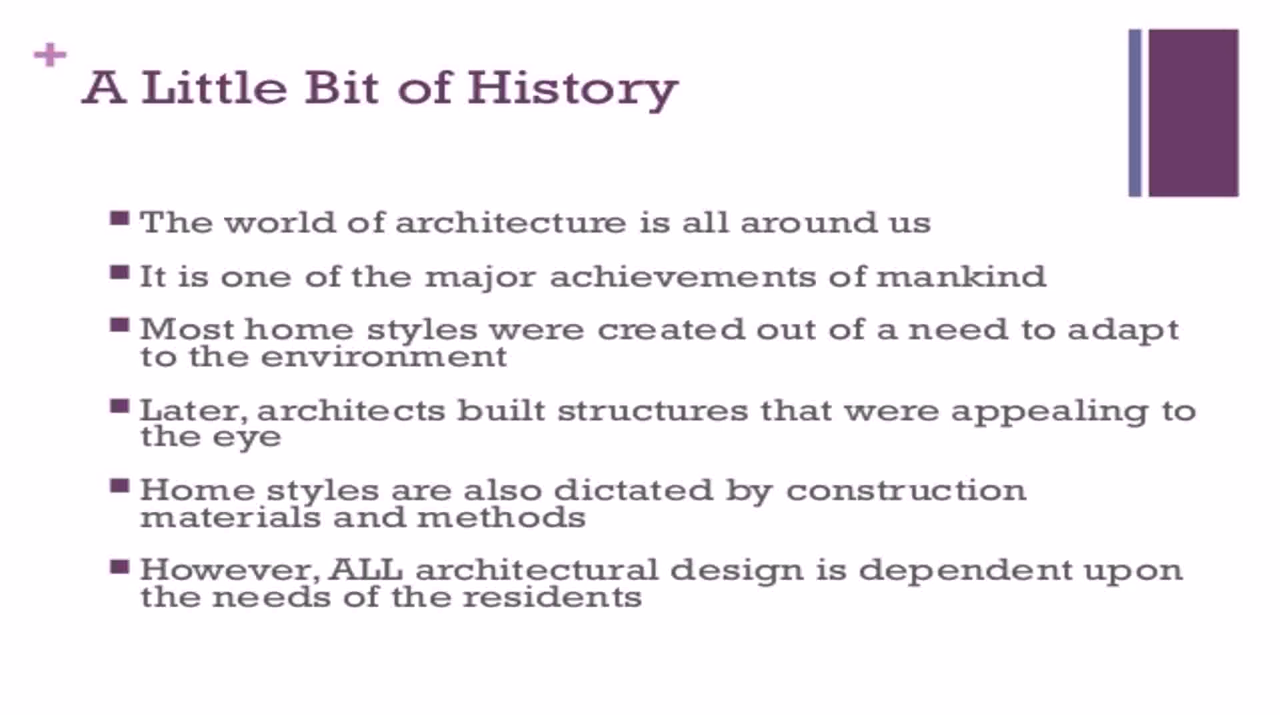 +
A Little Bit of History
The world of architecture is all around us
It is one of the major achievements of mankind
Most home styles were created out of a need to adapt
to the environment
Later, architects built structures that were appealing to
the eye
Home styles are also dictated by construction
materials and methods
However, ALL architectural design is dependent upon
the needs of the residents